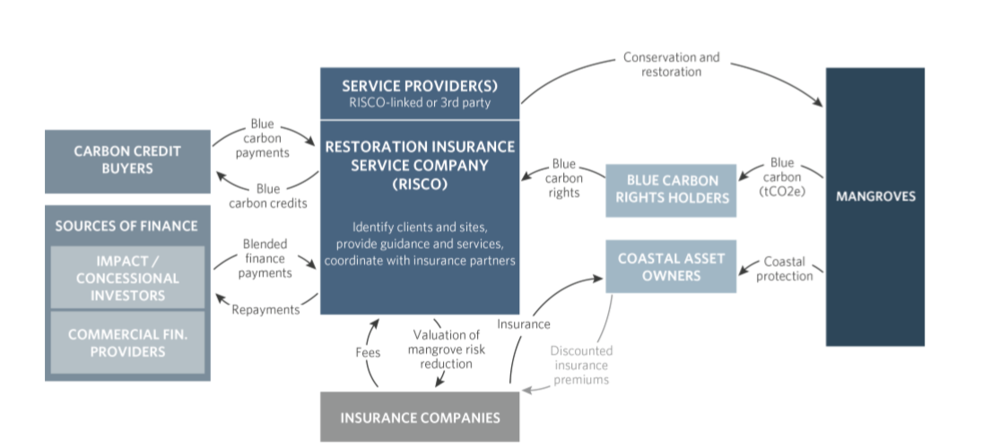 Conservation and
restoration
SERVICE PROVIDER(S)
RISCO-linked or 3rd party
Blue
carbon
payments
CARBON CREDIT
BUYERS
Blue
carbon credits
RESTORATION INSURANCE
SERVICE COMPANY
(RISCO)
Identify clients and sites,
provide guidance and services,
coordinate with insurance partners
Blue
carbon
rights
BLUE CARBON
RIGHTS HOLDERS
Blue
carbon
(tCO2e)
MANGROVES
SOURCES OF FINANCE
IMPACT /
CONCESSIONAL
INVESTORS
COMMERCIAL FIN.
PROVIDERS
Blended
finance
payments
Repayments
COASTAL ASSET
OWNERS
Coastal
protection
Fees
Valuation of
mangrove risk
reduction
Insurance
Discounted
insurance
premiums
INSURANCE COMPANIES